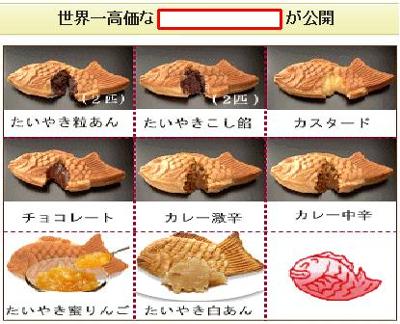 世界一高価な が公開
(2匹) (2匹)
たいやき粒あん たいやきこし餡 カスタード
チョコレート カレー激辛 カレー中辛
たいやき蜜りんご たいやき白あん